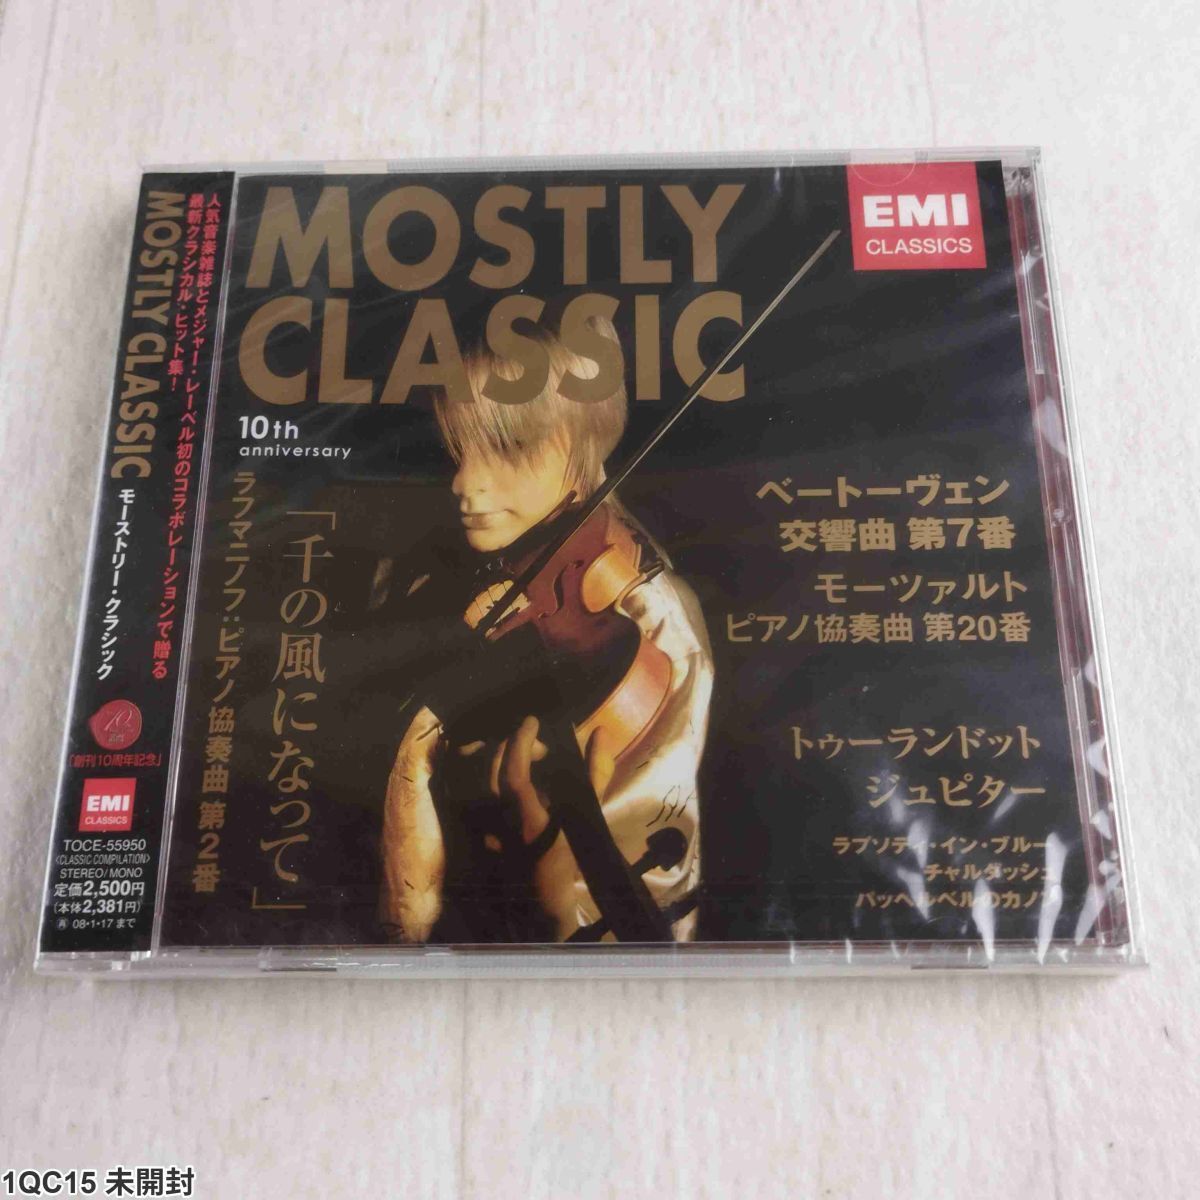 人気音楽雑誌とメジャー・レーベル初のコラボレーションで贈る
最新クラシカル・ヒット集!
MOSTLY CLASSIC モーストリー・クラシック
「創刊10周年記念」
EMI
CLASSICS
TOCE-55950
<CLASSIC COMPILATION>
STEREO/MONO
定価2,500円
(本体2,381円)
再 08・1・17 まで
MOSTLY
CLASSIC
10th
anniversary
EMI
CLASSICS
「千の風になって」
ラフマニノフ:ピアノ協奏曲 第2番
ベートーヴェン
交響曲 第7番
モーツァルト
ピアノ協奏曲 第20番
トゥーランドット
ジュピター
ラプソディ・イン・ブルー
チャルダッシュ
パッヘルベルのカノン
1QC15 未開封